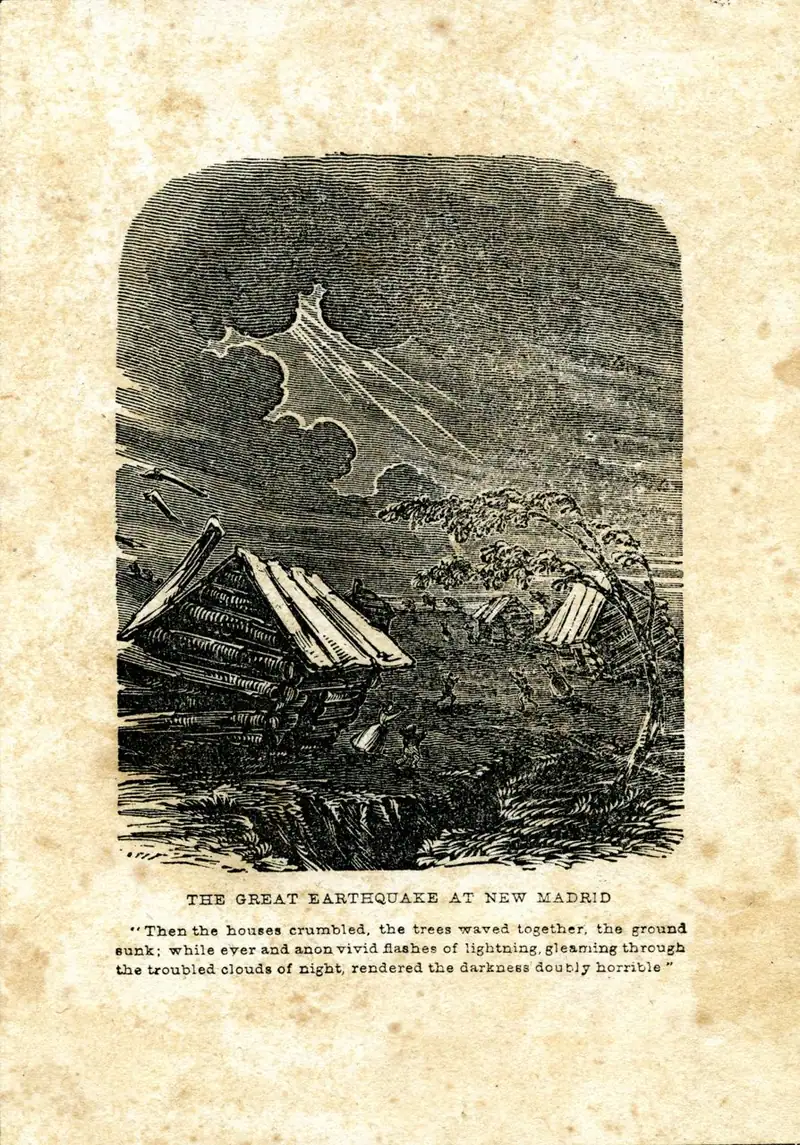 THE GREAT EARTHQUAKE AT NEW MADRID
"Then the houses crumbled, the trees waved together, the ground
sunk; while ever and anon vivid flashes of lightning, gleaming through
the troubled clouds of night, rendered the darkness doubly horrible"